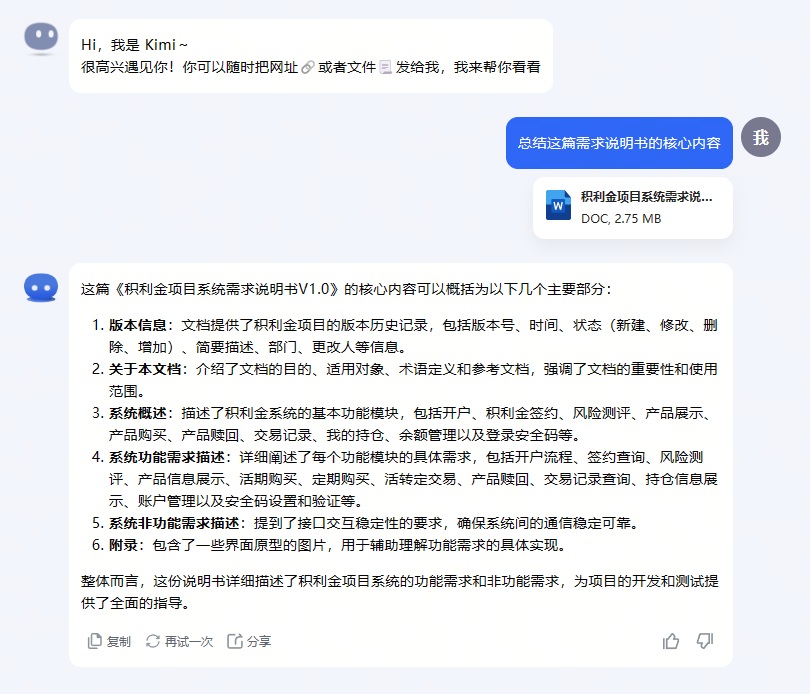 Hi，我是 Kimi～
很高兴遇见你！你可以随时把网址🔗或者文件📃发给我，我来帮你看看
总结这篇需求说明书的核心内容
我
积利金项目系统需求说...
W
DOC, 2.75 MB
这篇《积利金项目系统需求说明书V1.0》的核心内容可以概括为以下几个主要部分：
1. 版本信息：文档提供了积利金项目的版本历史记录，包括版本号、时间、状态（新建、修改、删
除、增加）、简要描述、部门、更改人等信息。
2. 关于本文档：介绍了文档的目的、适用对象、术语定义和参考文档，强调了文档的重要性和使用
范围。
3. 系统概述：描述了积利金系统的基本功能模块，包括开户、积利金签约、风险测评、产品展示、
产品购买、产品赎回、交易记录、我的持仓、余额管理以及登录安全码等。
4. 系统功能需求描述：详细阐述了每个功能模块的具体需求，包括开户流程、签约查询、风险测
评、产品信息展示、活期购买、定期购买、活转定交易、产品赎回、交易记录查询、持仓信息展
示、账户管理以及安全码设置和验证等。
5. 系统非功能需求描述：提到了接口交互稳定性的要求，确保系统间的通信稳定可靠。
6. 附录：包含了一些界面原型的图片，用于辅助理解功能需求的具体实现。
整体而言，这份说明书详细描述了积利金项目系统的功能需求和非功能需求，为项目的开发和测试提
供了全面的指导。
复制 再试一次 分享